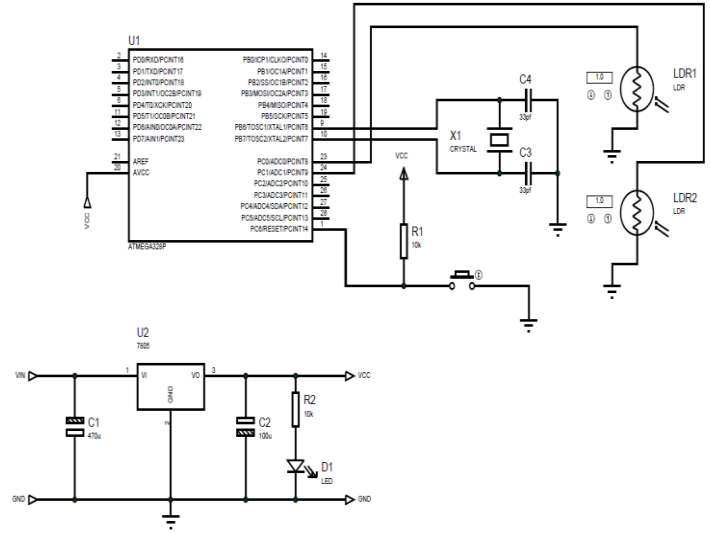 U1
2 PD0/RXD/PCINT16 PB0/ICP1/CLKO/PCINT0 14
3 PD1/TXD/PCINT17 PB1/OC1A/PCINT1 15
4 PD2/INT0/PCINT18 PB2/SS/OC1B/PCINT2 16
5 PD3/INT1/OC2B/PCINT19 PB3/MOSI/OC2A/PCINT3 17
6 PD4/T0/XCK/PCINT20 PB4/MISO/PCINT4 18
11 PD5/T1/OC0B/PCINT21 PB5/SCK/PCINT5 19
12 PD6/AIN0/OC0A/PCINT22 PB6/TOSC1/XTAL1/PCINT6 9
13 PD7/AIN1/PCINT23 PB7/TOSC2/XTAL2/PCINT7 10
21 AREF PC0/ADC0/PCINT8 23
20 AVCC PC1/ADC1/PCINT9 24
PC2/ADC2/PCINT10 25
PC3/ADC3/PCINT11 26
PC4/ADC4/SDA/PCINT12 27
PC5/ADC5/SCL/PCINT13 28
PC6/RESET/PCINT14 1
ATMEGA328P
VCC
C4
33pf
X1
CRYSTAL
C3
33pf
VCC
R1
10k
1.0
LDR1
LDR
1.0
LDR2
LDR
U2
7805
VIN 1 VI VO 3 VCC
GND
2
C1
470u
C2
100u
R2
10k
D1
LED
GND GND